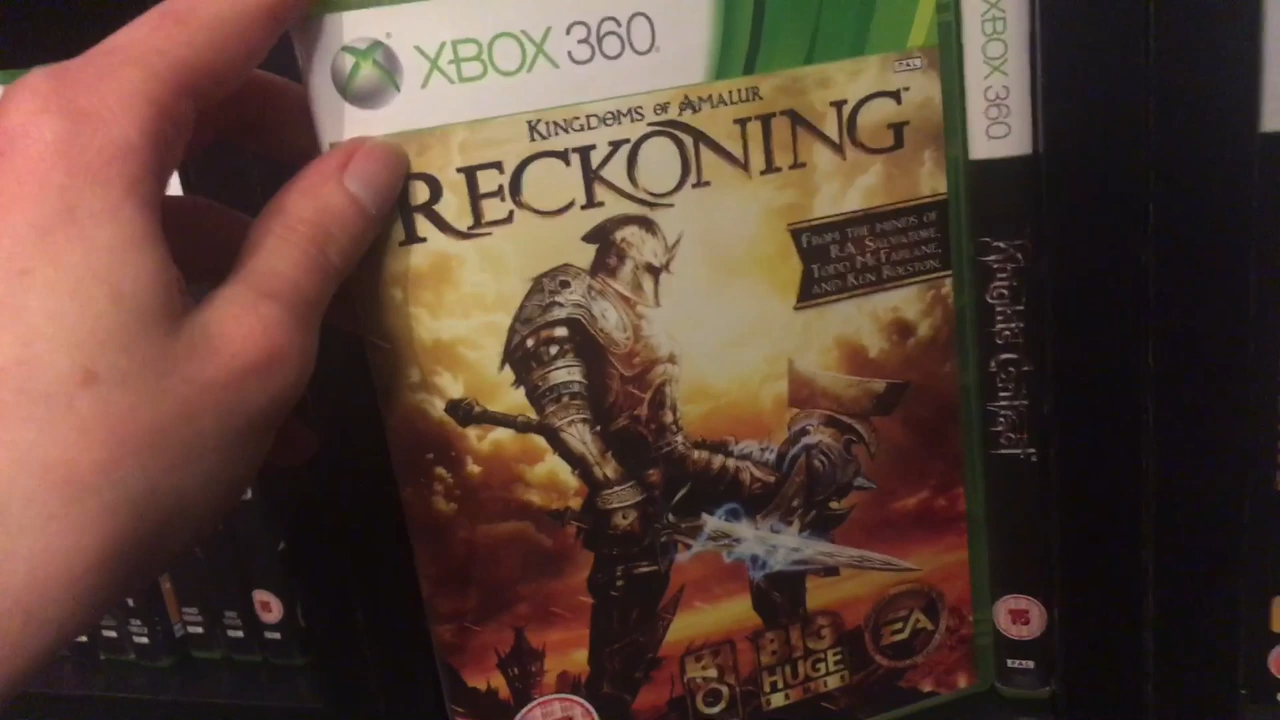 XBOX 360
PAL
KINGDOMS OF AMALUR
RECKONING™
FROM THE MINDS OF
R.A. SALVATORE,
TODD MCFARLANE,
AND KEN ROLSTON.
BIG
HUGE
GAMES
EA
XBOX 360
Knights Contract
15
PAL